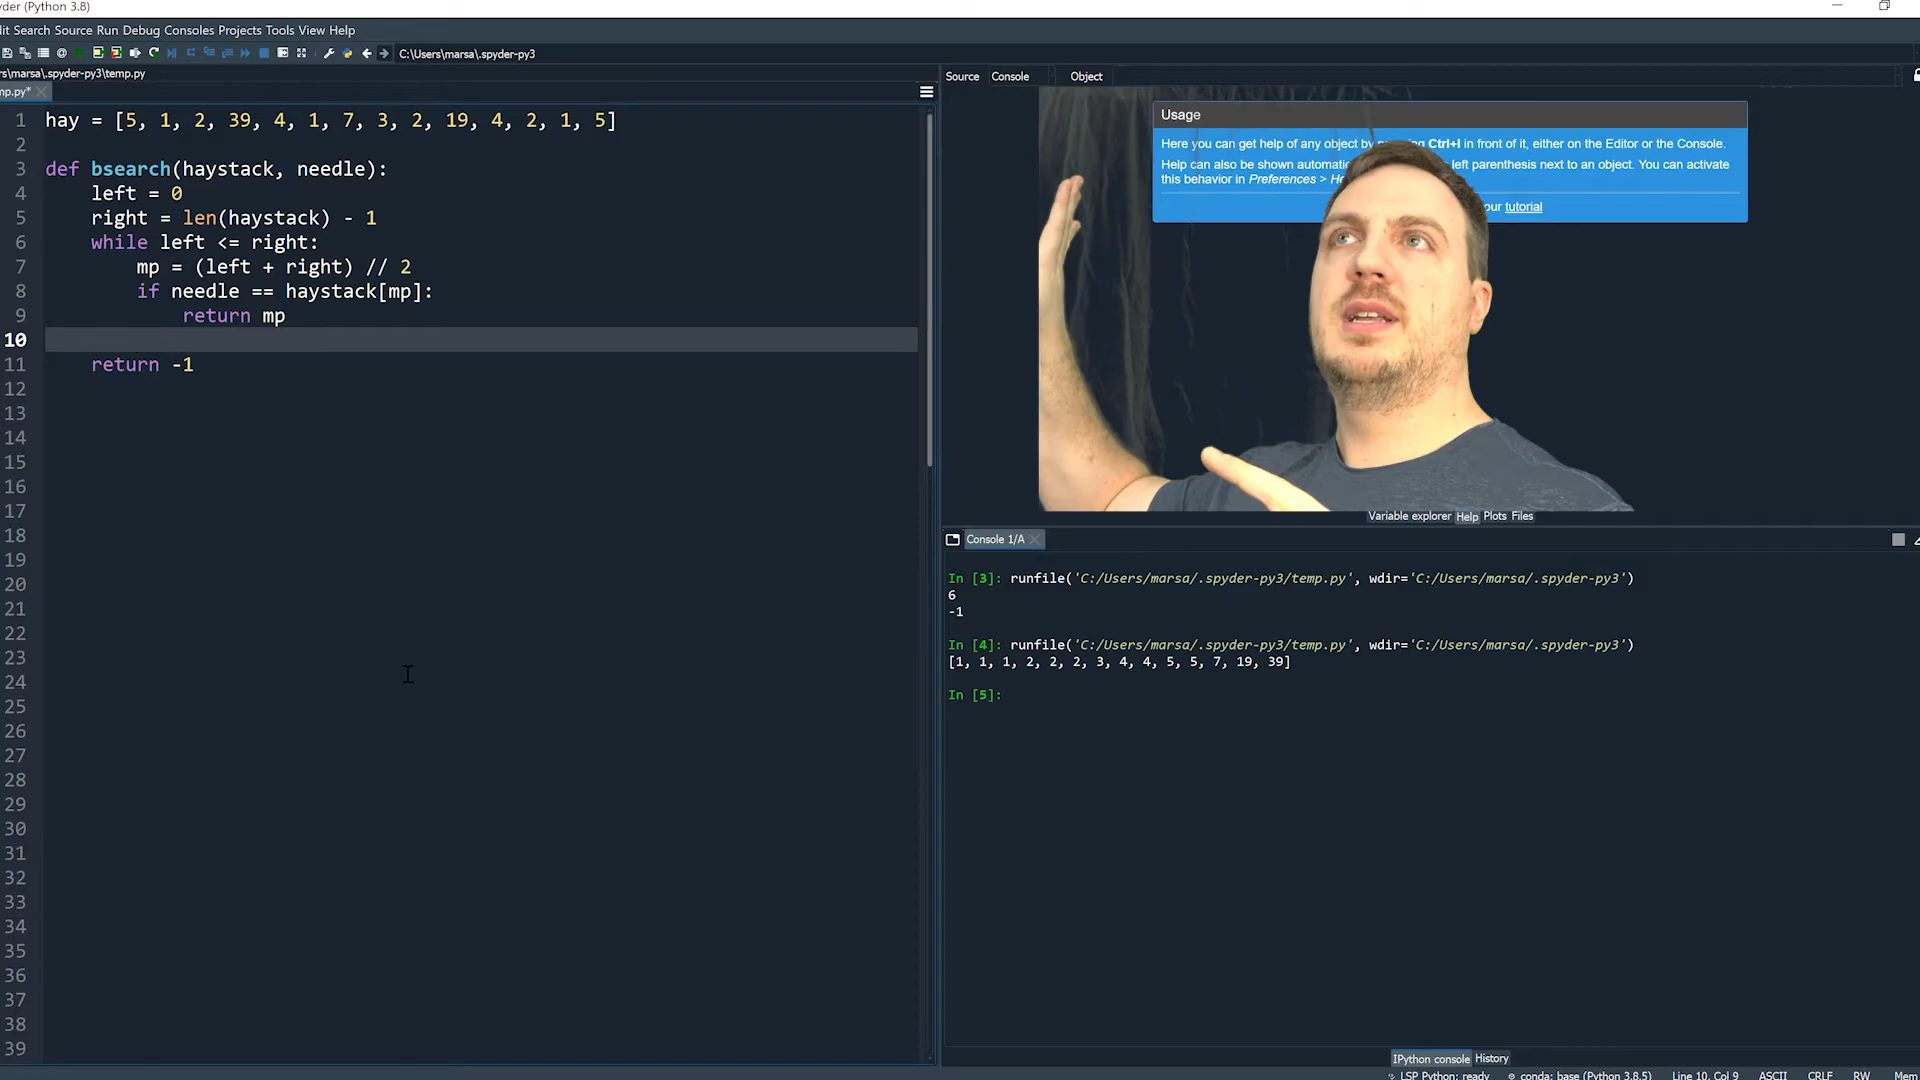 yder (Python 3.8)
it Search Source Run Debug Consoles Projects Tools View Help
C:\Users\marsa\.spyder-py3
rs\marsa\.spyder-py3\temp.py
mp.py*
1 hay = [5, 1, 2, 39, 4, 1, 7, 3, 2, 19, 4, 2, 1, 5]
2
3 def bsearch(haystack, needle):
4     left = 0
5     right = len(haystack) - 1
6     while left <= right:
7         mp = (left + right) // 2
8         if needle == haystack[mp]:
9             return mp
10
11     return -1
12
13
14
15
16
17
18
19
20
21
22
23
24
25
26
27
28
29
30
31
32
33
34
35
36
37
38
39
Source Console Object
Usage
Here you can get help of any object by Ctrl+I in front of it, either on the Editor or the Console.
Help can also be shown left parenthesis next to an object. You can activate
this behavior in Preferences >
tutorial
Variable explorer Help Plots Files
Console 1/A
In [3]: runfile('C:/Users/marsa/.spyder-py3/temp.py', wdir='C:/Users/marsa/.spyder-py3')
6
-1
In [4]: runfile('C:/Users/marsa/.spyder-py3/temp.py', wdir='C:/Users/marsa/.spyder-py3')
[1, 1, 1, 2, 2, 2, 3, 4, 4, 5, 5, 7, 19, 39]
In [5]:
IPython console History
LSP Python: ready conda: base (Python 3.8.5) Line 10, Col 9 ASCII CRLF RW Mem